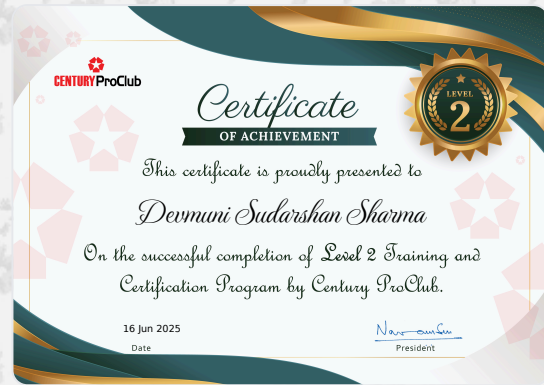 CENTURY ProClub
LEVEL
2
Certificate
OF ACHIEVEMENT
This certificate is proudly presented to
Devmuni Sudarshan Sharma
On the successful completion of Level 2 Training and
Certification Program by Century ProClub.
16 Jun 2025
Date
President